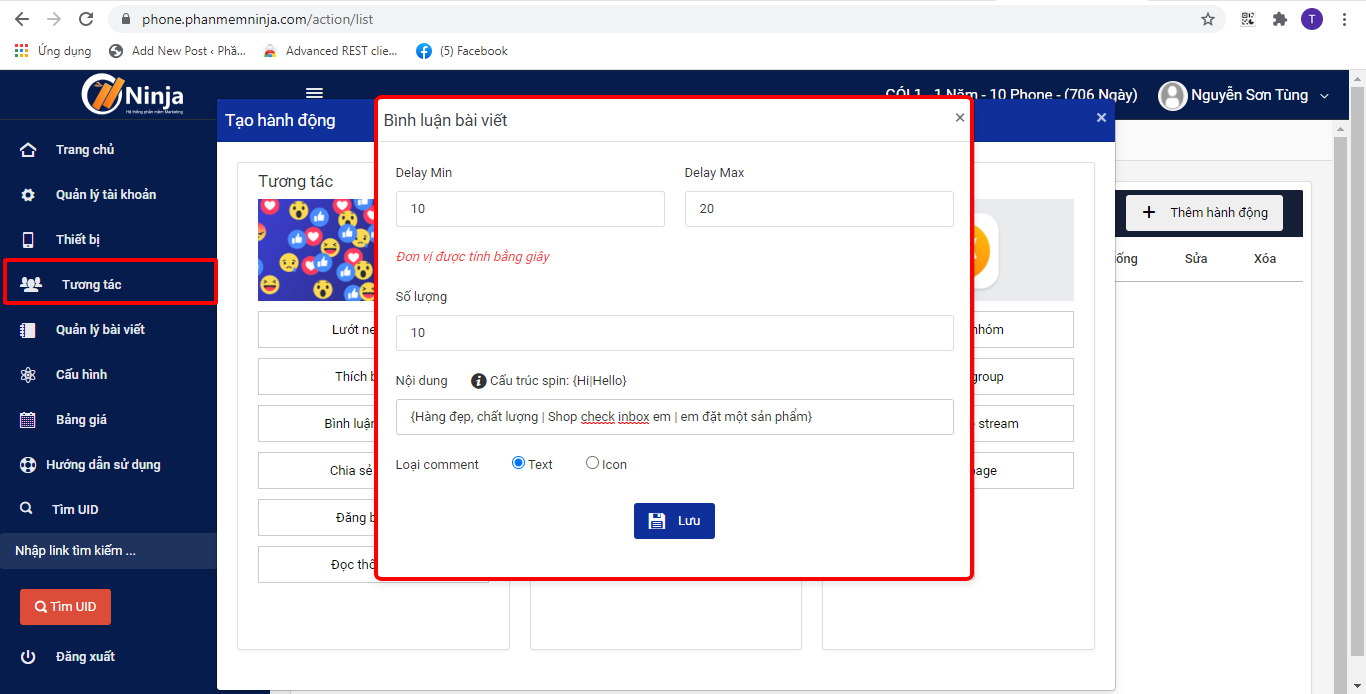 phone.phanmemninja.com/action/list
T
Ứng dụng
Add New Post ‹ Phầ...
Advanced REST clie...
(5) Facebook
Ninja
Hệ thống phần mềm Marketing
GÓI 1 - 1 Năm - 10 Phone - (706 Ngày)
Nguyễn Sơn Tùng
Trang chủ
Quản lý tài khoản
Thiết bị
Tương tác
Quản lý bài viết
Cấu hình
Bảng giá
Hướng dẫn sử dụng
Tìm UID
Nhập link tìm kiếm ...
Tìm UID
Đăng xuất
Tạo hành động
×
Tương tác
Lướt ne
Thích b
Bình luận
Chia sẻ
Đăng b
Đọc thô
Bình luận bài viết
×
Delay Min
Delay Max
10
20
Đơn vị được tính bằng giây
Số lượng
10
Nội dung
Cấu trúc spin: {Hi|Hello}
{Hàng đẹp, chất lượng | Shop check inbox em | em đặt một sản phẩm}
Loại comment
Text
Icon
Lưu
nhóm
group
stream
page
+ Thêm hành động
ống
Sửa
Xóa